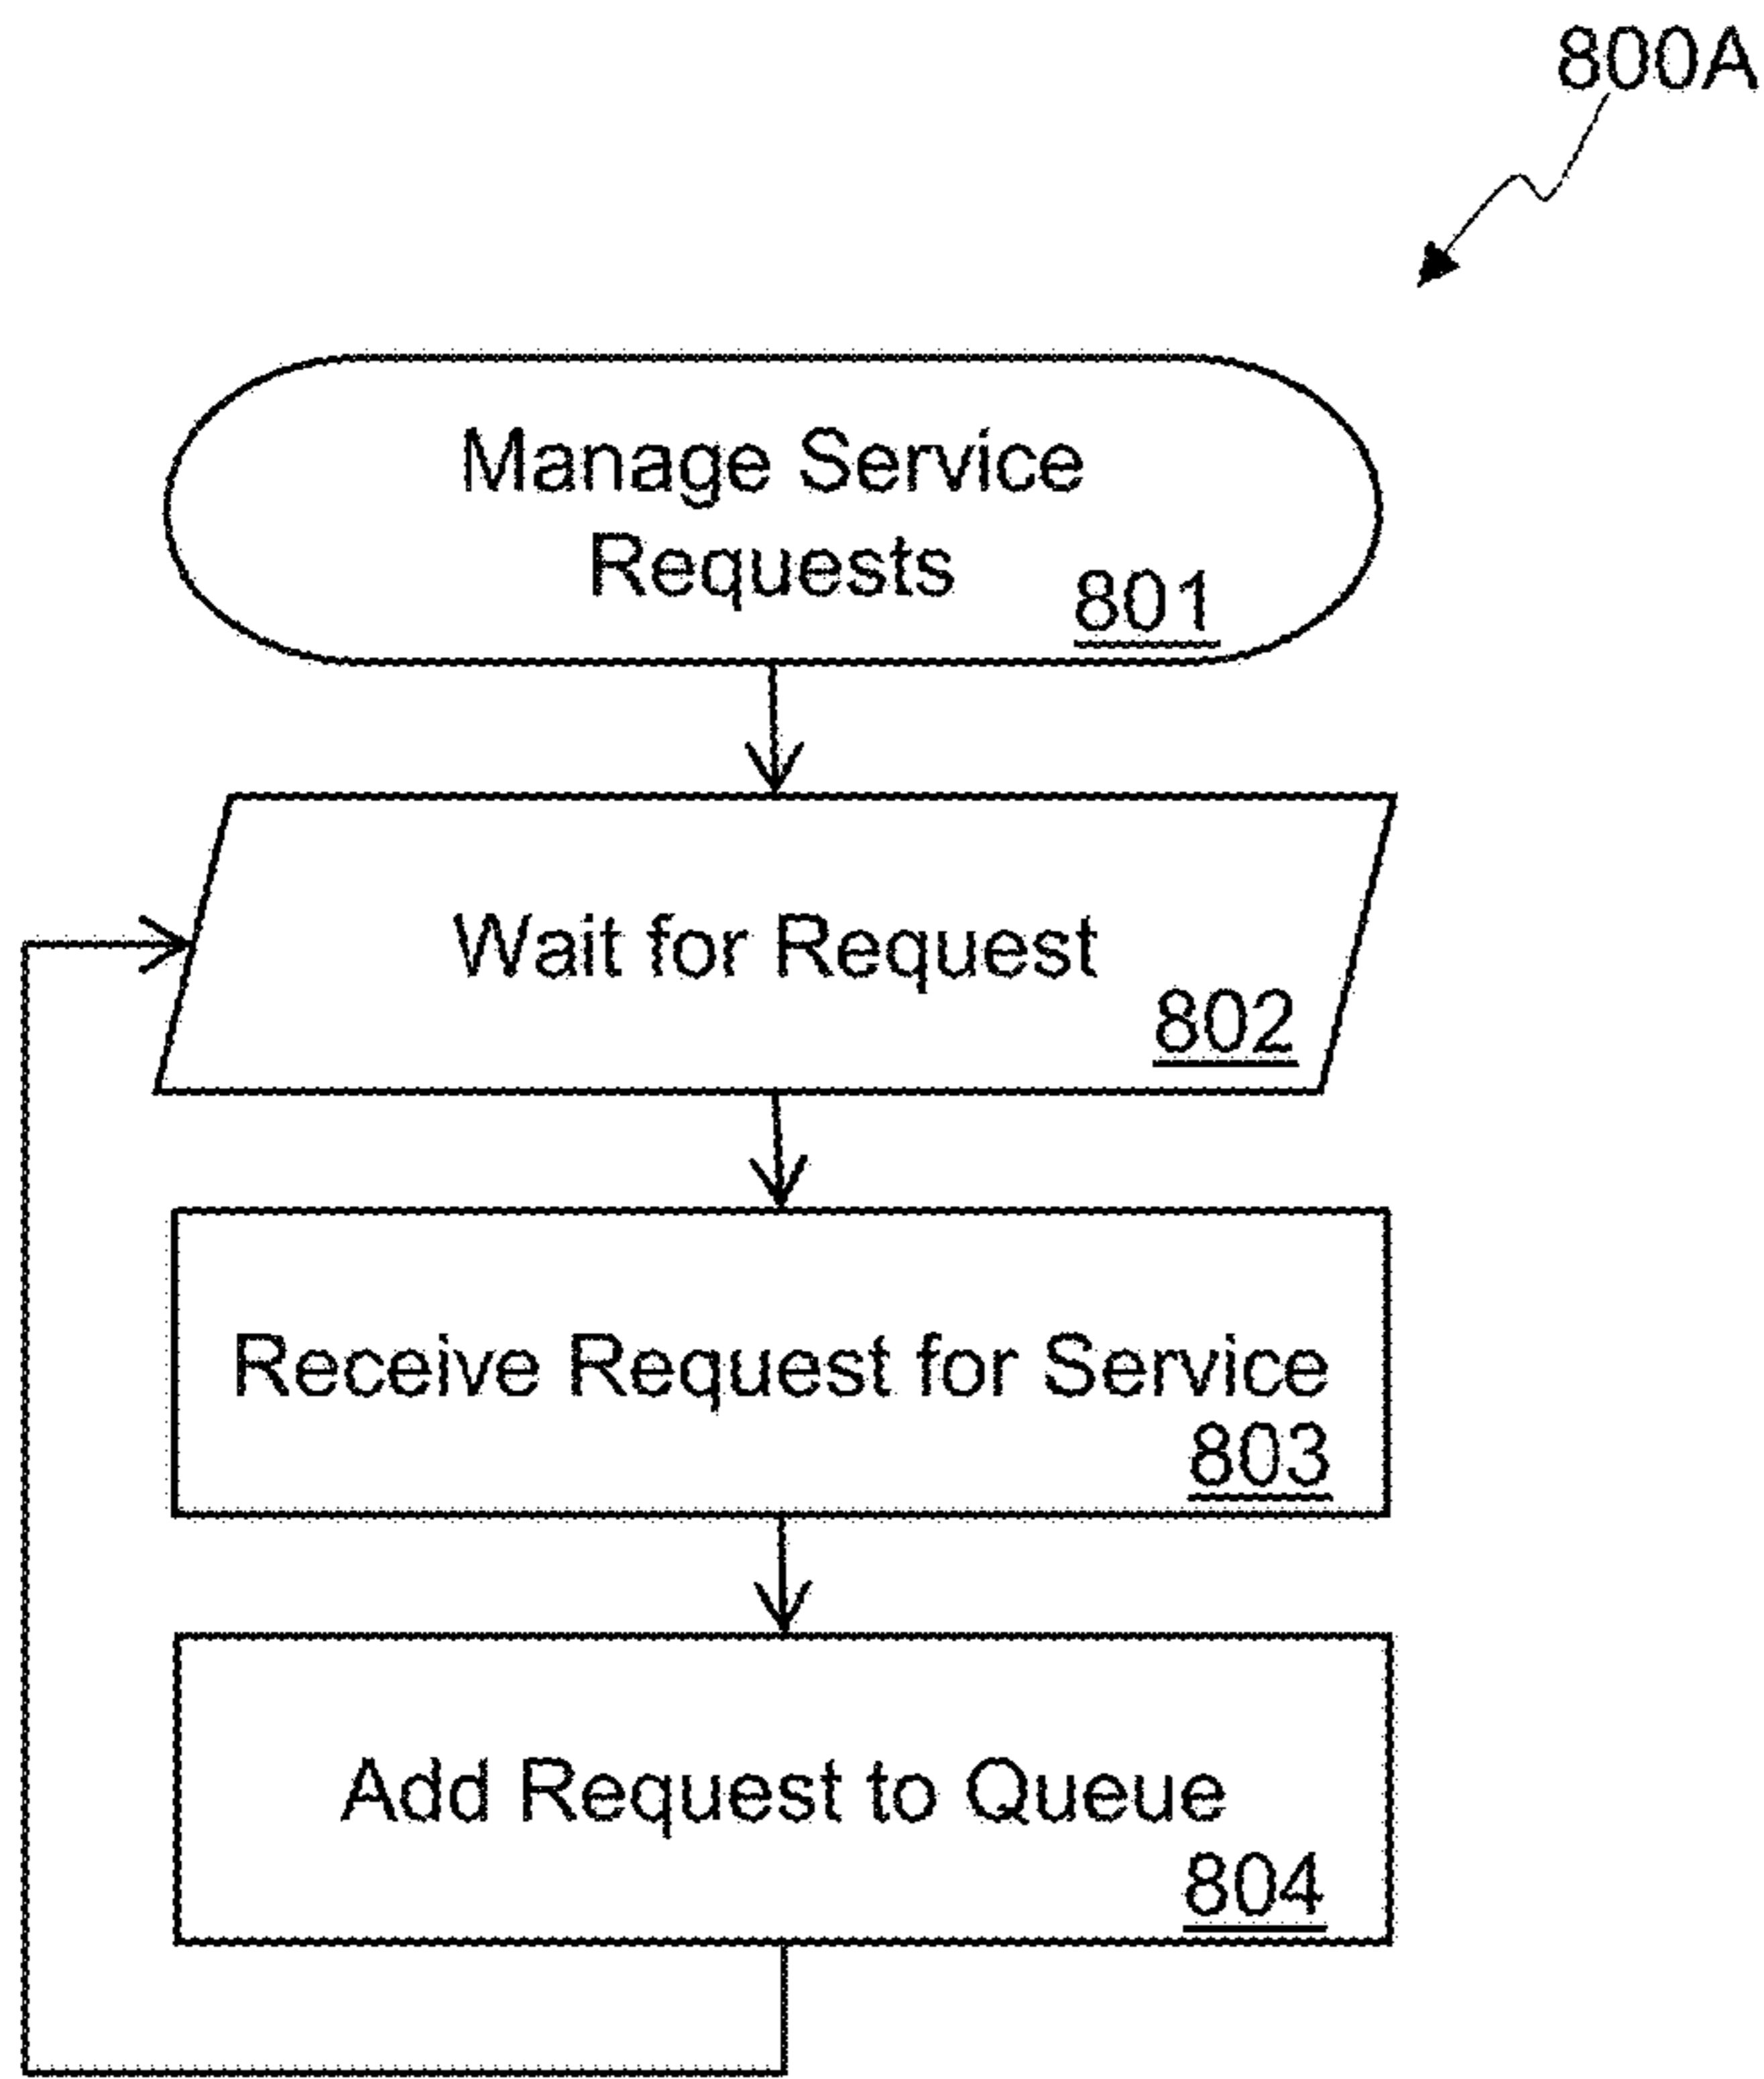 800A
Manage Service
Requests
801
Wait for Request
802
Receive Request for Service
803
Add Request to Queue
804